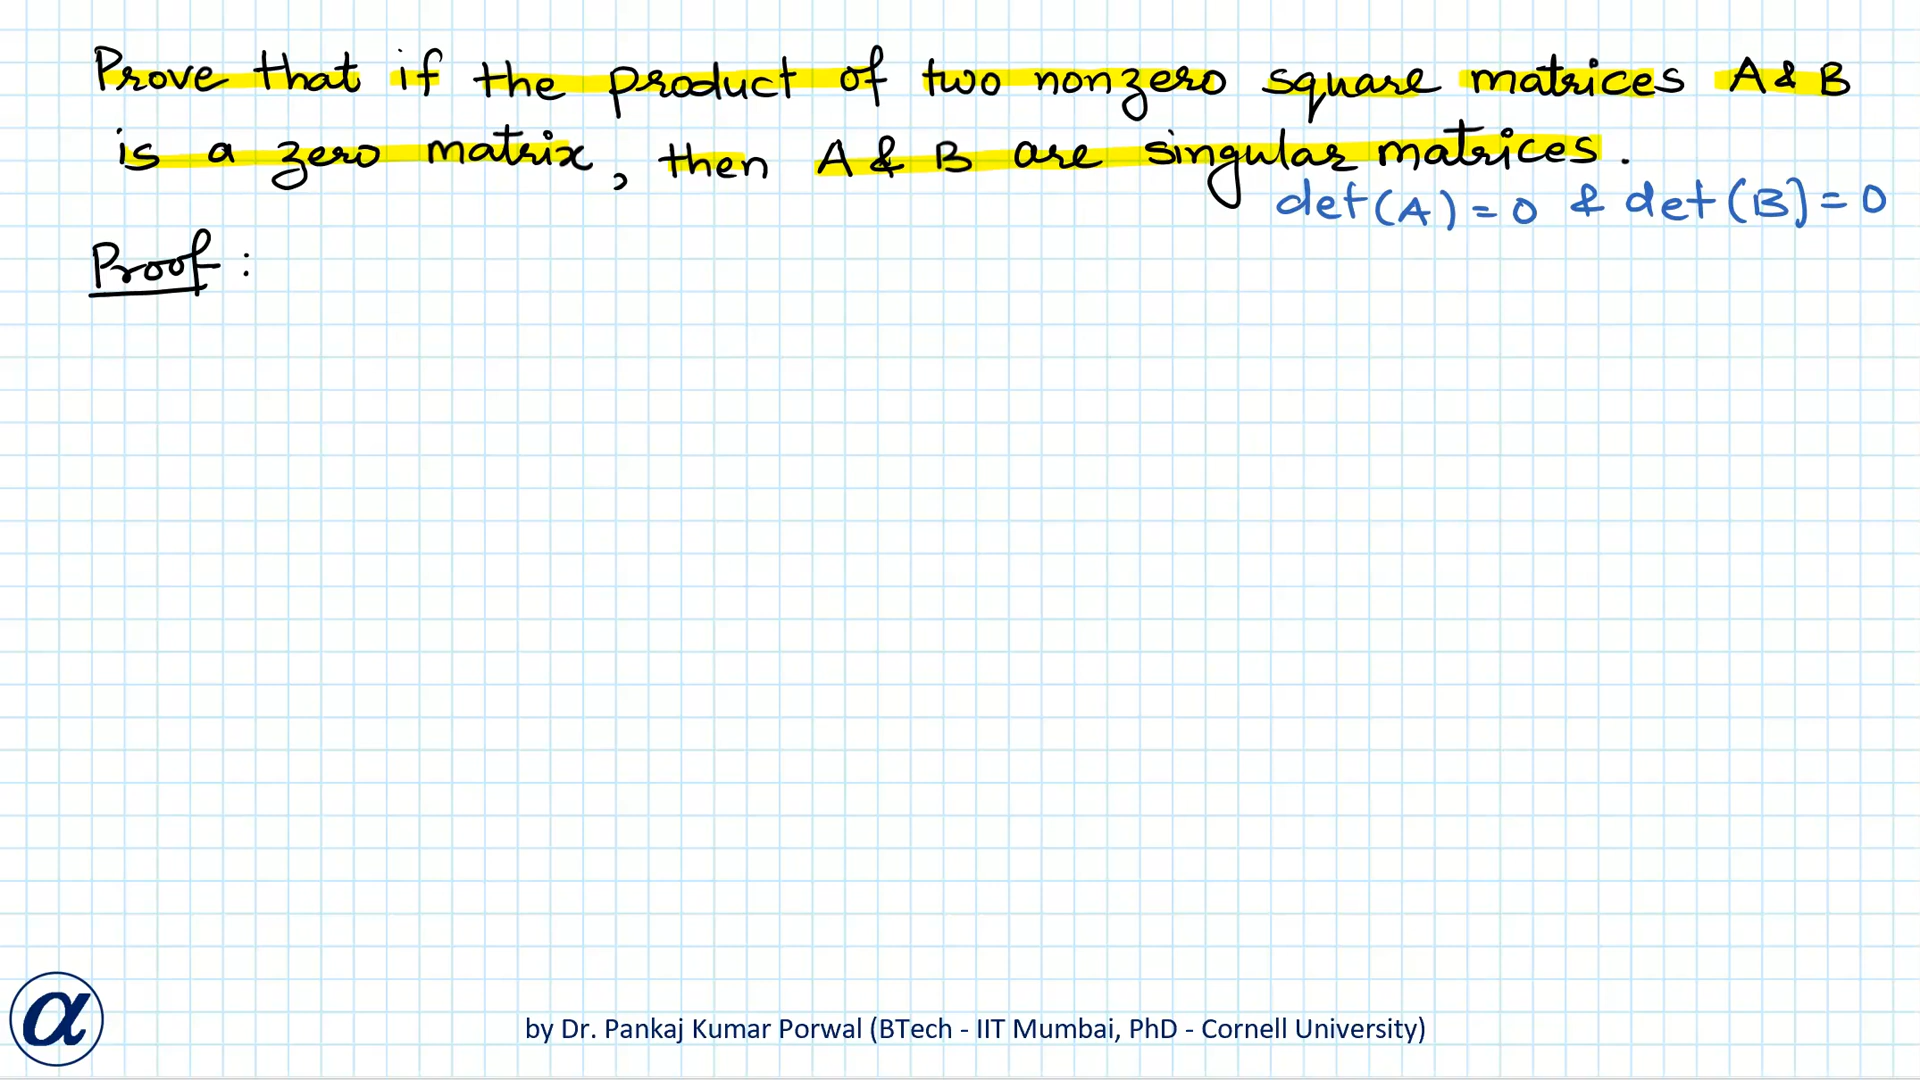 Prove that if the product of two nonzero square matrices A & B
is a zero matrix, then A & B are singular matrices.
det(A) = 0 & det(B) = 0
Proof :
α
by Dr. Pankaj Kumar Porwal (BTech - IIT Mumbai, PhD - Cornell University)